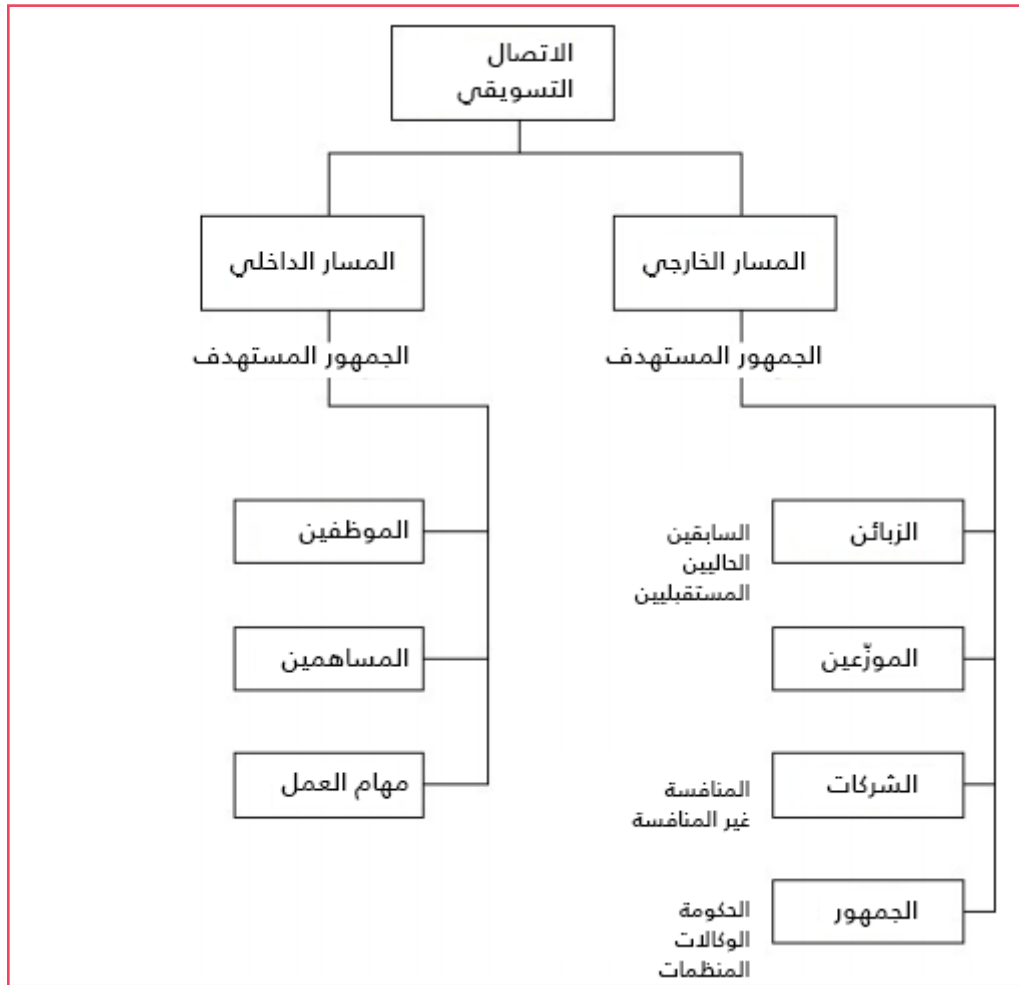 الاتصال
التسويقي
المسار الخارجي
المسار الداخلي
الجمهور المستهدف
الجمهور المستهدف
الزبائن
السابقين
الحاليين
المستقبليين
الموظفين
الموزّعين
المساهمين
الشركات
المنافسة
غير المنافسة
مهام العمل
الجمهور
الحكومة
الوكالات
المنظمات